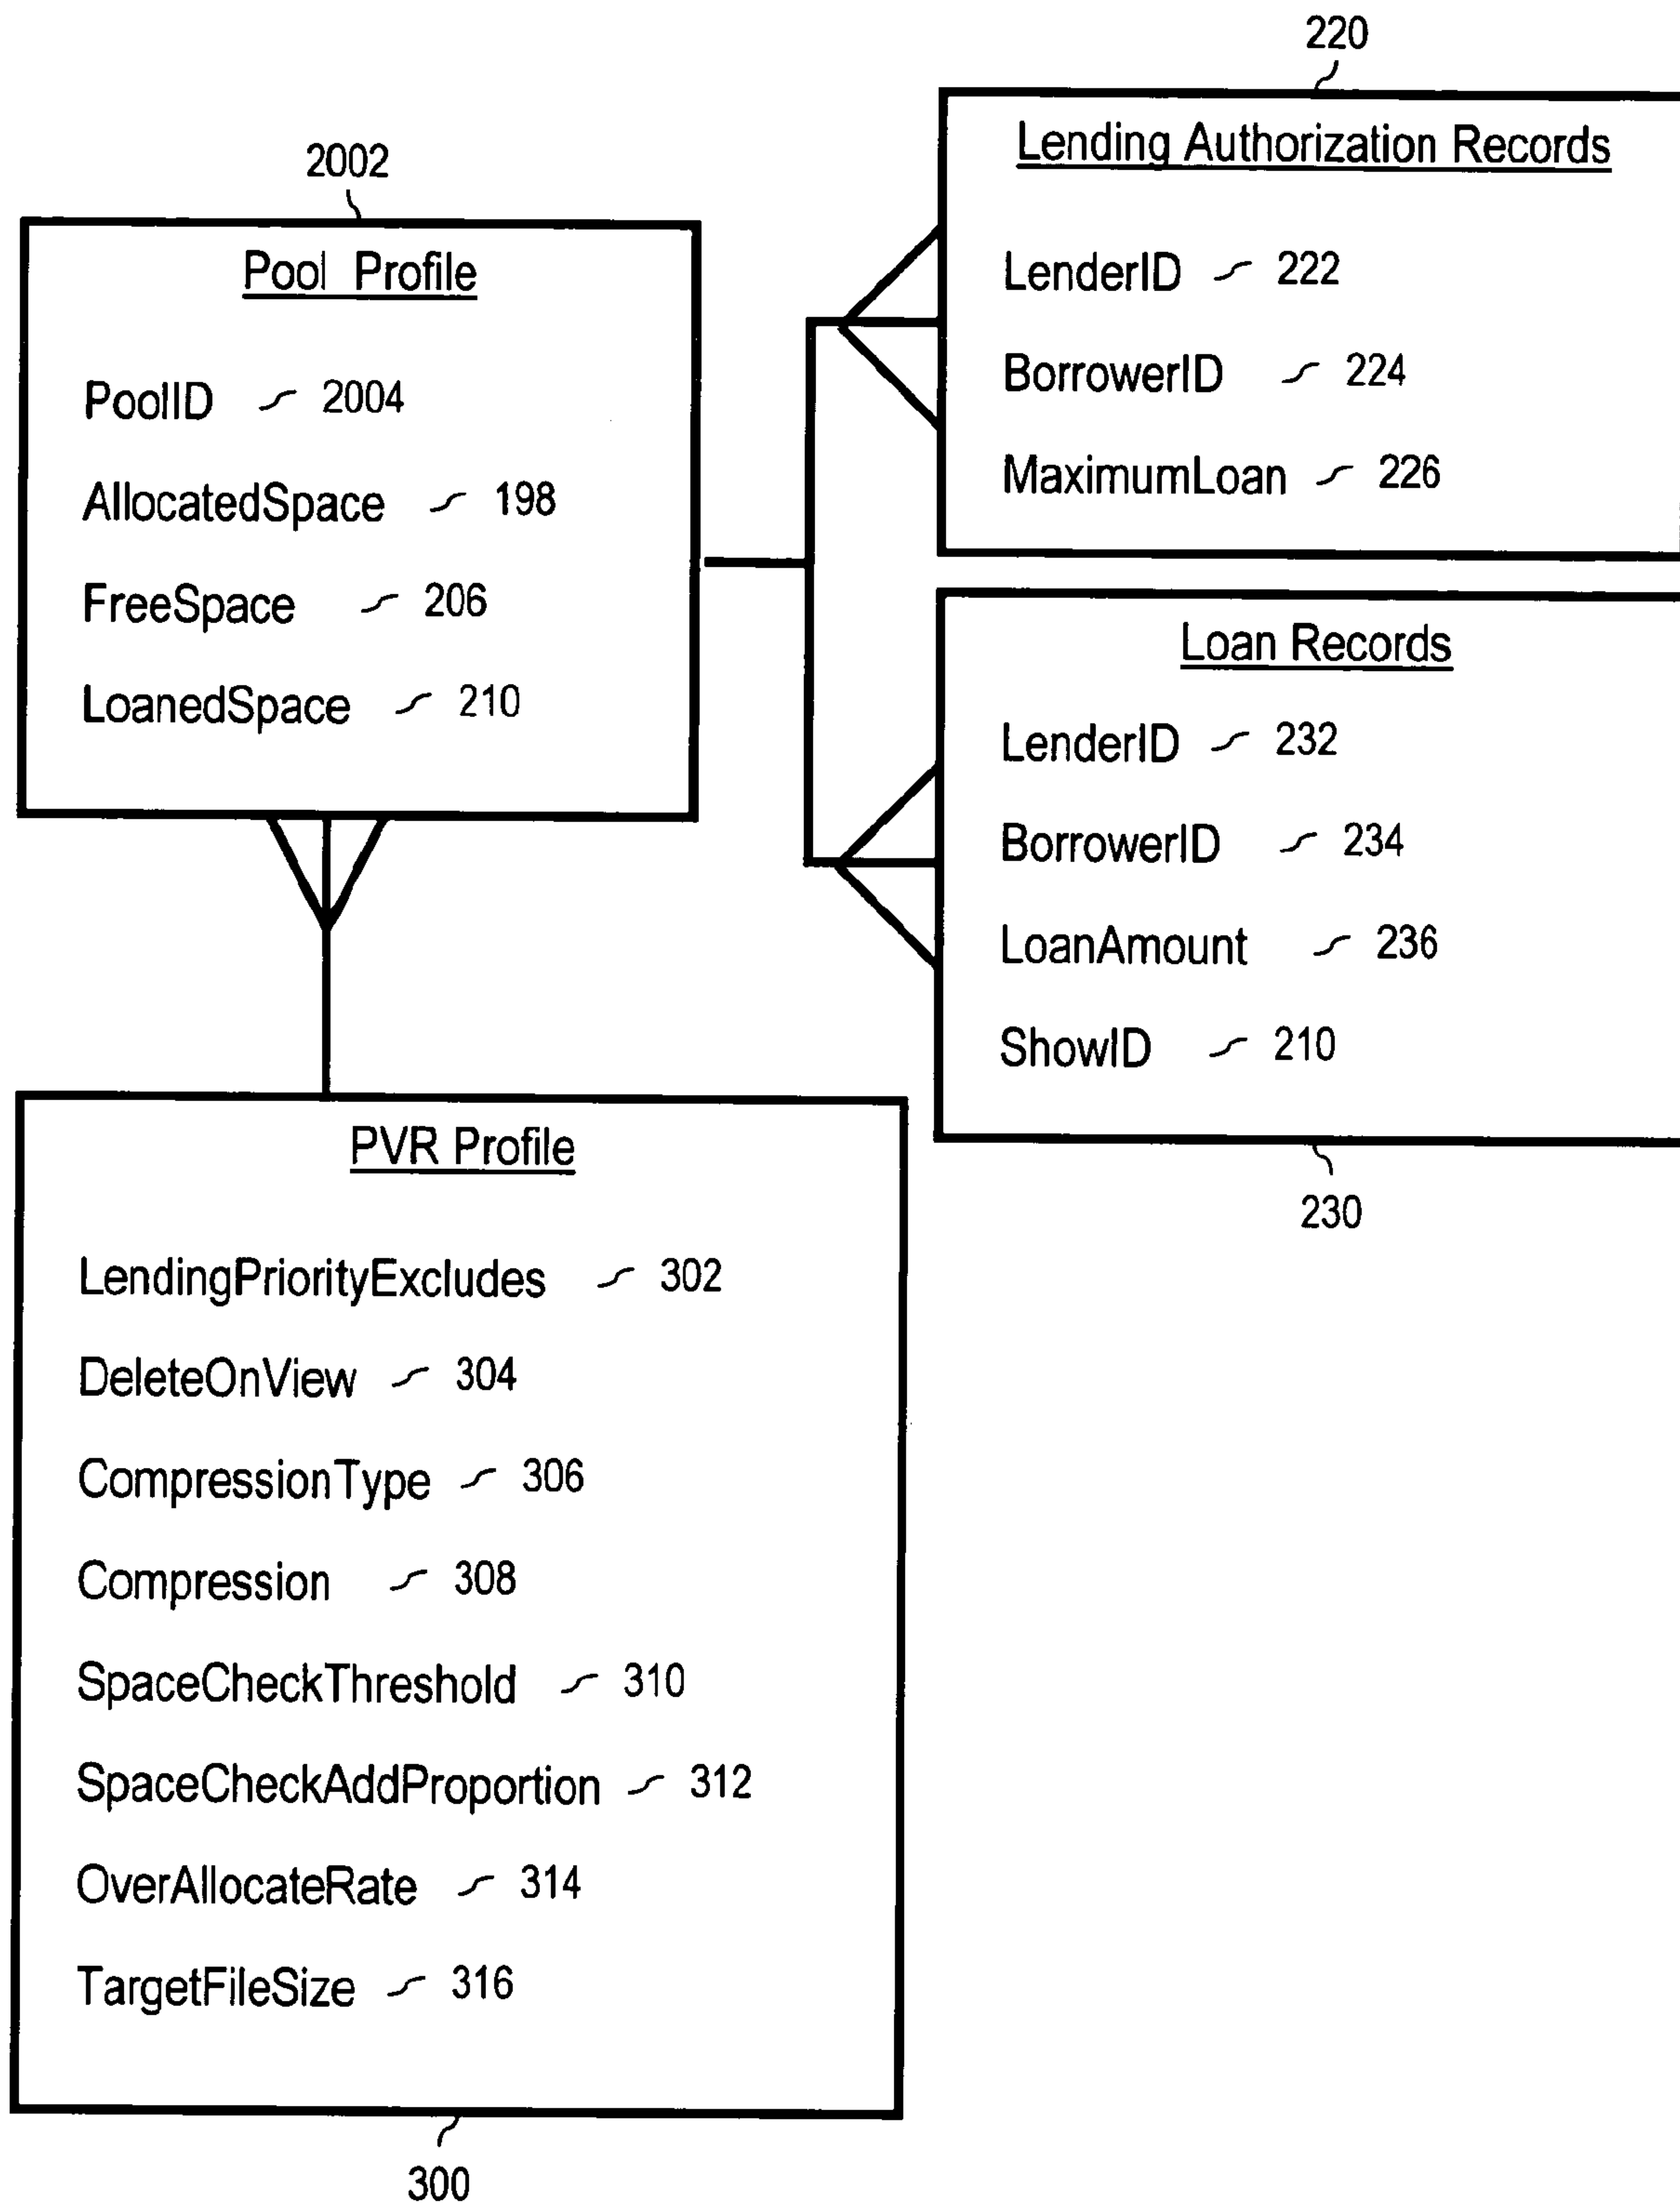 2002
Pool Profile
PoolID 2004
AllocatedSpace 198
FreeSpace 206
LoanedSpace 210
220
Lending Authorization Records
LenderID 222
BorrowerID 224
MaximumLoan 226
Loan Records
LenderID 232
BorrowerID 234
LoanAmount 236
ShowID 210
230
PVR Profile
LendingPriorityExcludes 302
DeleteOnView 304
CompressionType 306
Compression 308
SpaceCheckThreshold 310
SpaceCheckAddProportion 312
OverAllocateRate 314
TargetFileSize 316
300